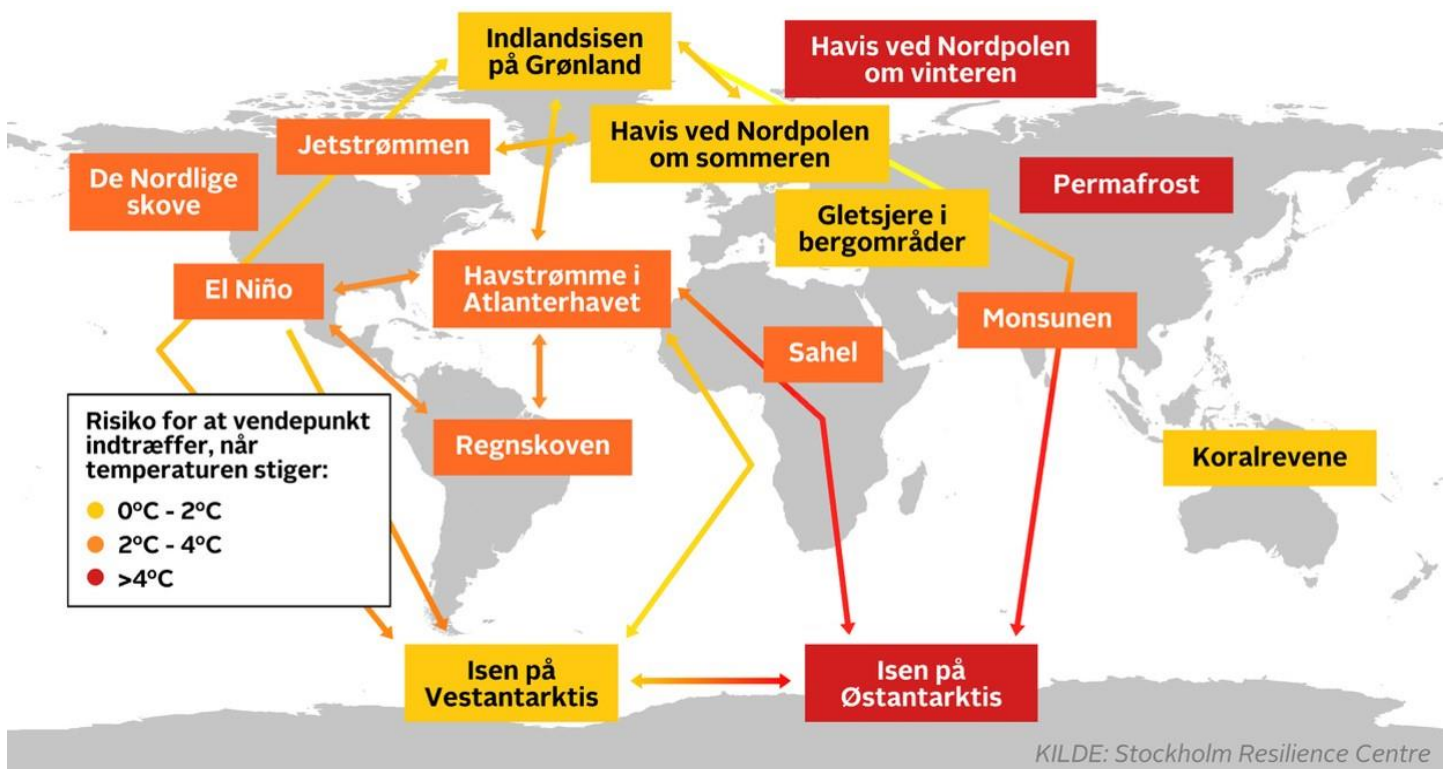 Indlandsisen
på Grønland
Havis ved Nordpolen
om vinteren
Jetstrømmen
Havis ved Nordpolen
om sommeren
De Nordlige
skove
Permafrost
Gletsjere i
bergområder
El Niño
Havstrømme i
Atlanterhavet
Monsunen
Sahel
Risiko for at vendepunkt
indtræffer, når
temperaturen stiger:
0°C - 2°C
2°C - 4°C
>4°C
Regnskoven
Koralrevene
Isen på
Vestantarktis
Isen på
Østantarktis
KILDE: Stockholm Resilience Centre